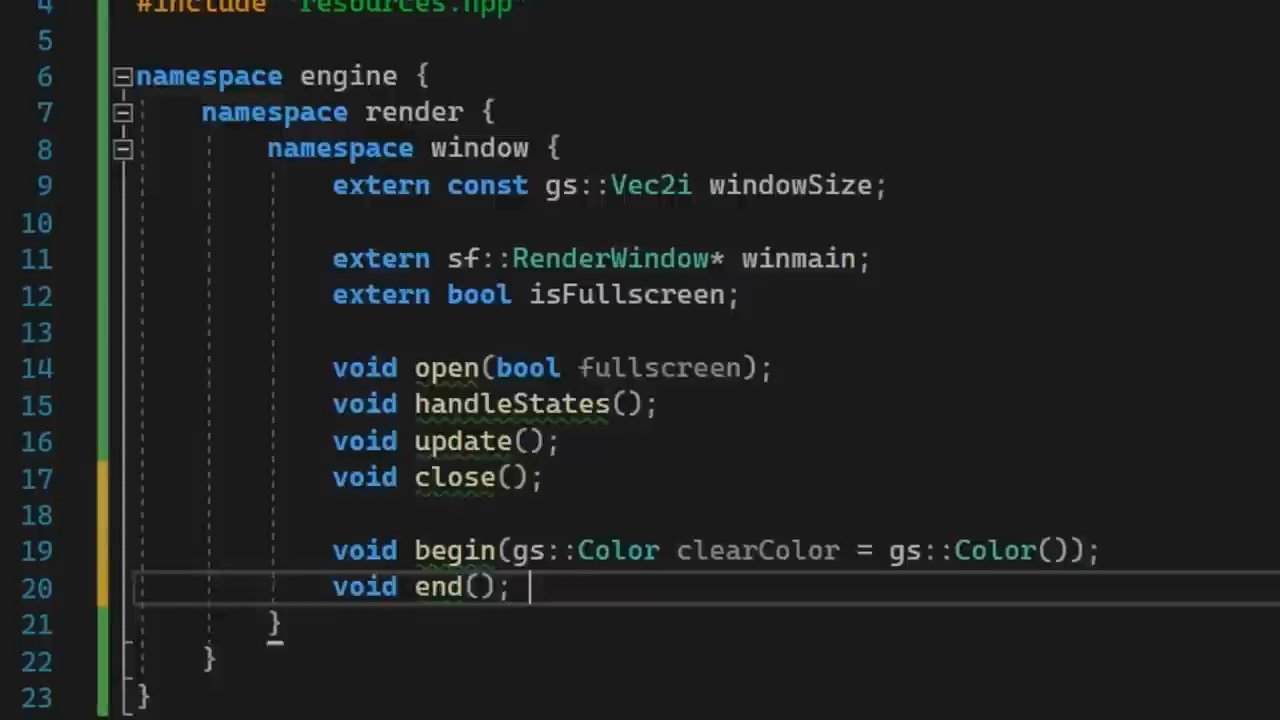 4 #include "resources.hpp"
5
6 namespace engine {
7 namespace render {
8 namespace window {
9 extern const gs::Vec2i windowSize;
10
11 extern sf::RenderWindow* winmain;
12 extern bool isFullscreen;
13
14 void open(bool fullscreen);
15 void handleStates();
16 void update();
17 void close();
18
19 void begin(gs::Color clearColor = gs::Color());
20 void end();
21 }
22 }
23 }